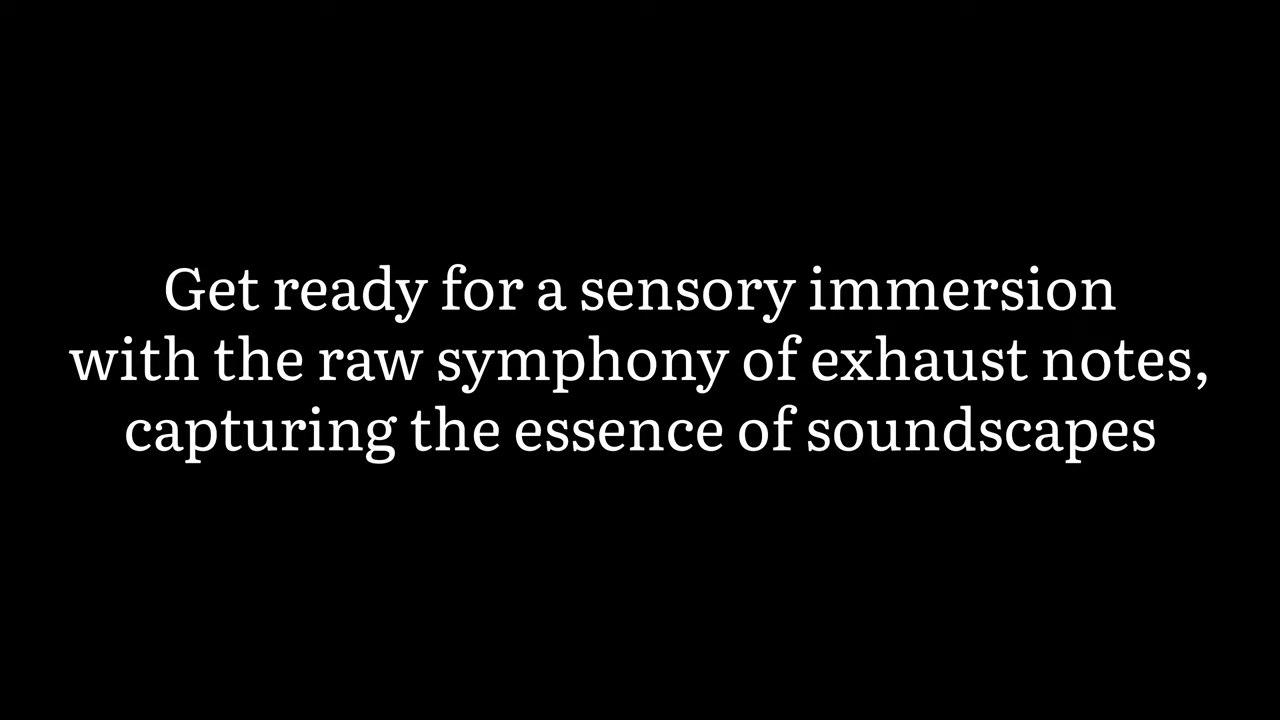 Get ready for a sensory immersion
with the raw symphony of exhaust notes,
capturing the essence of soundscapes